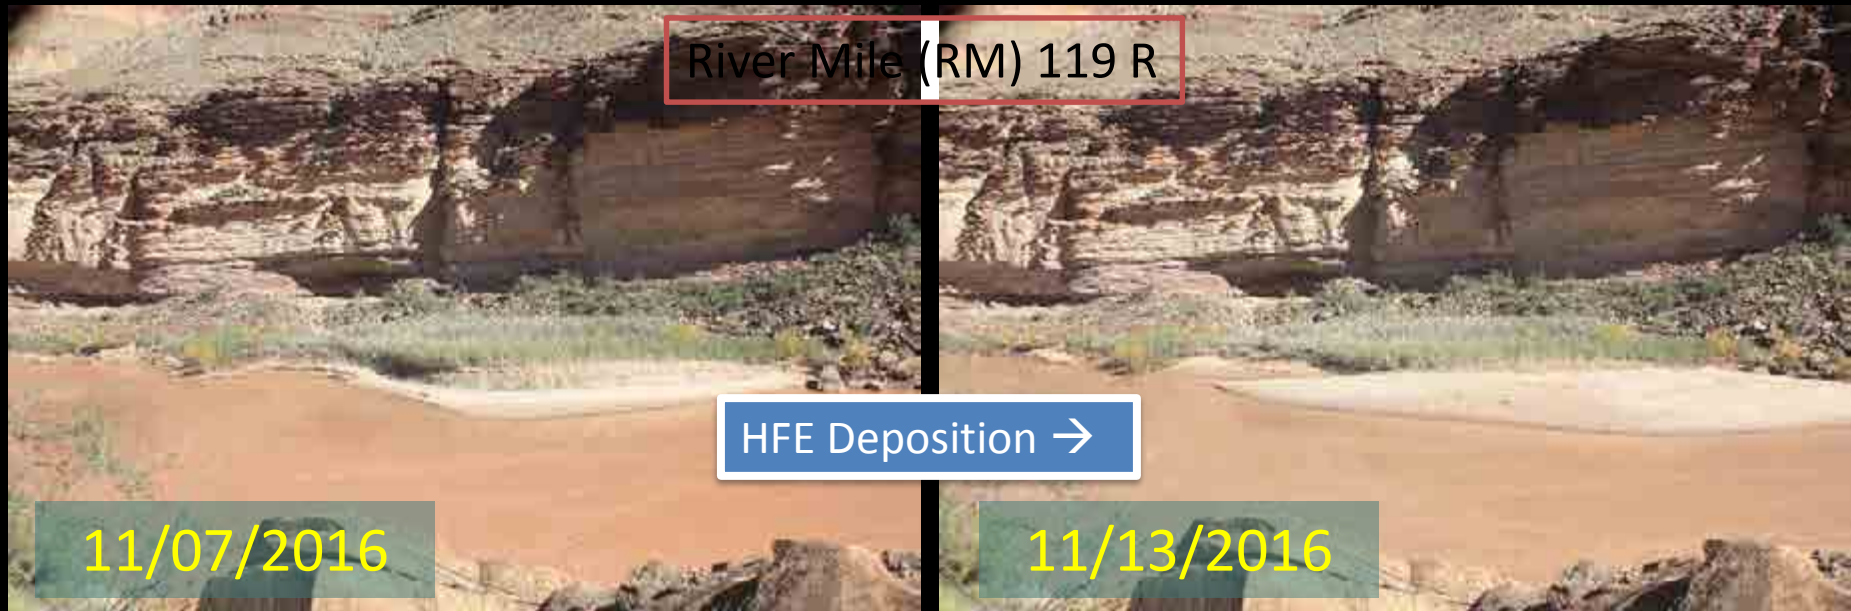 River Mile (RM) 119 R
HFE Deposition →
11/07/2016
11/13/2016